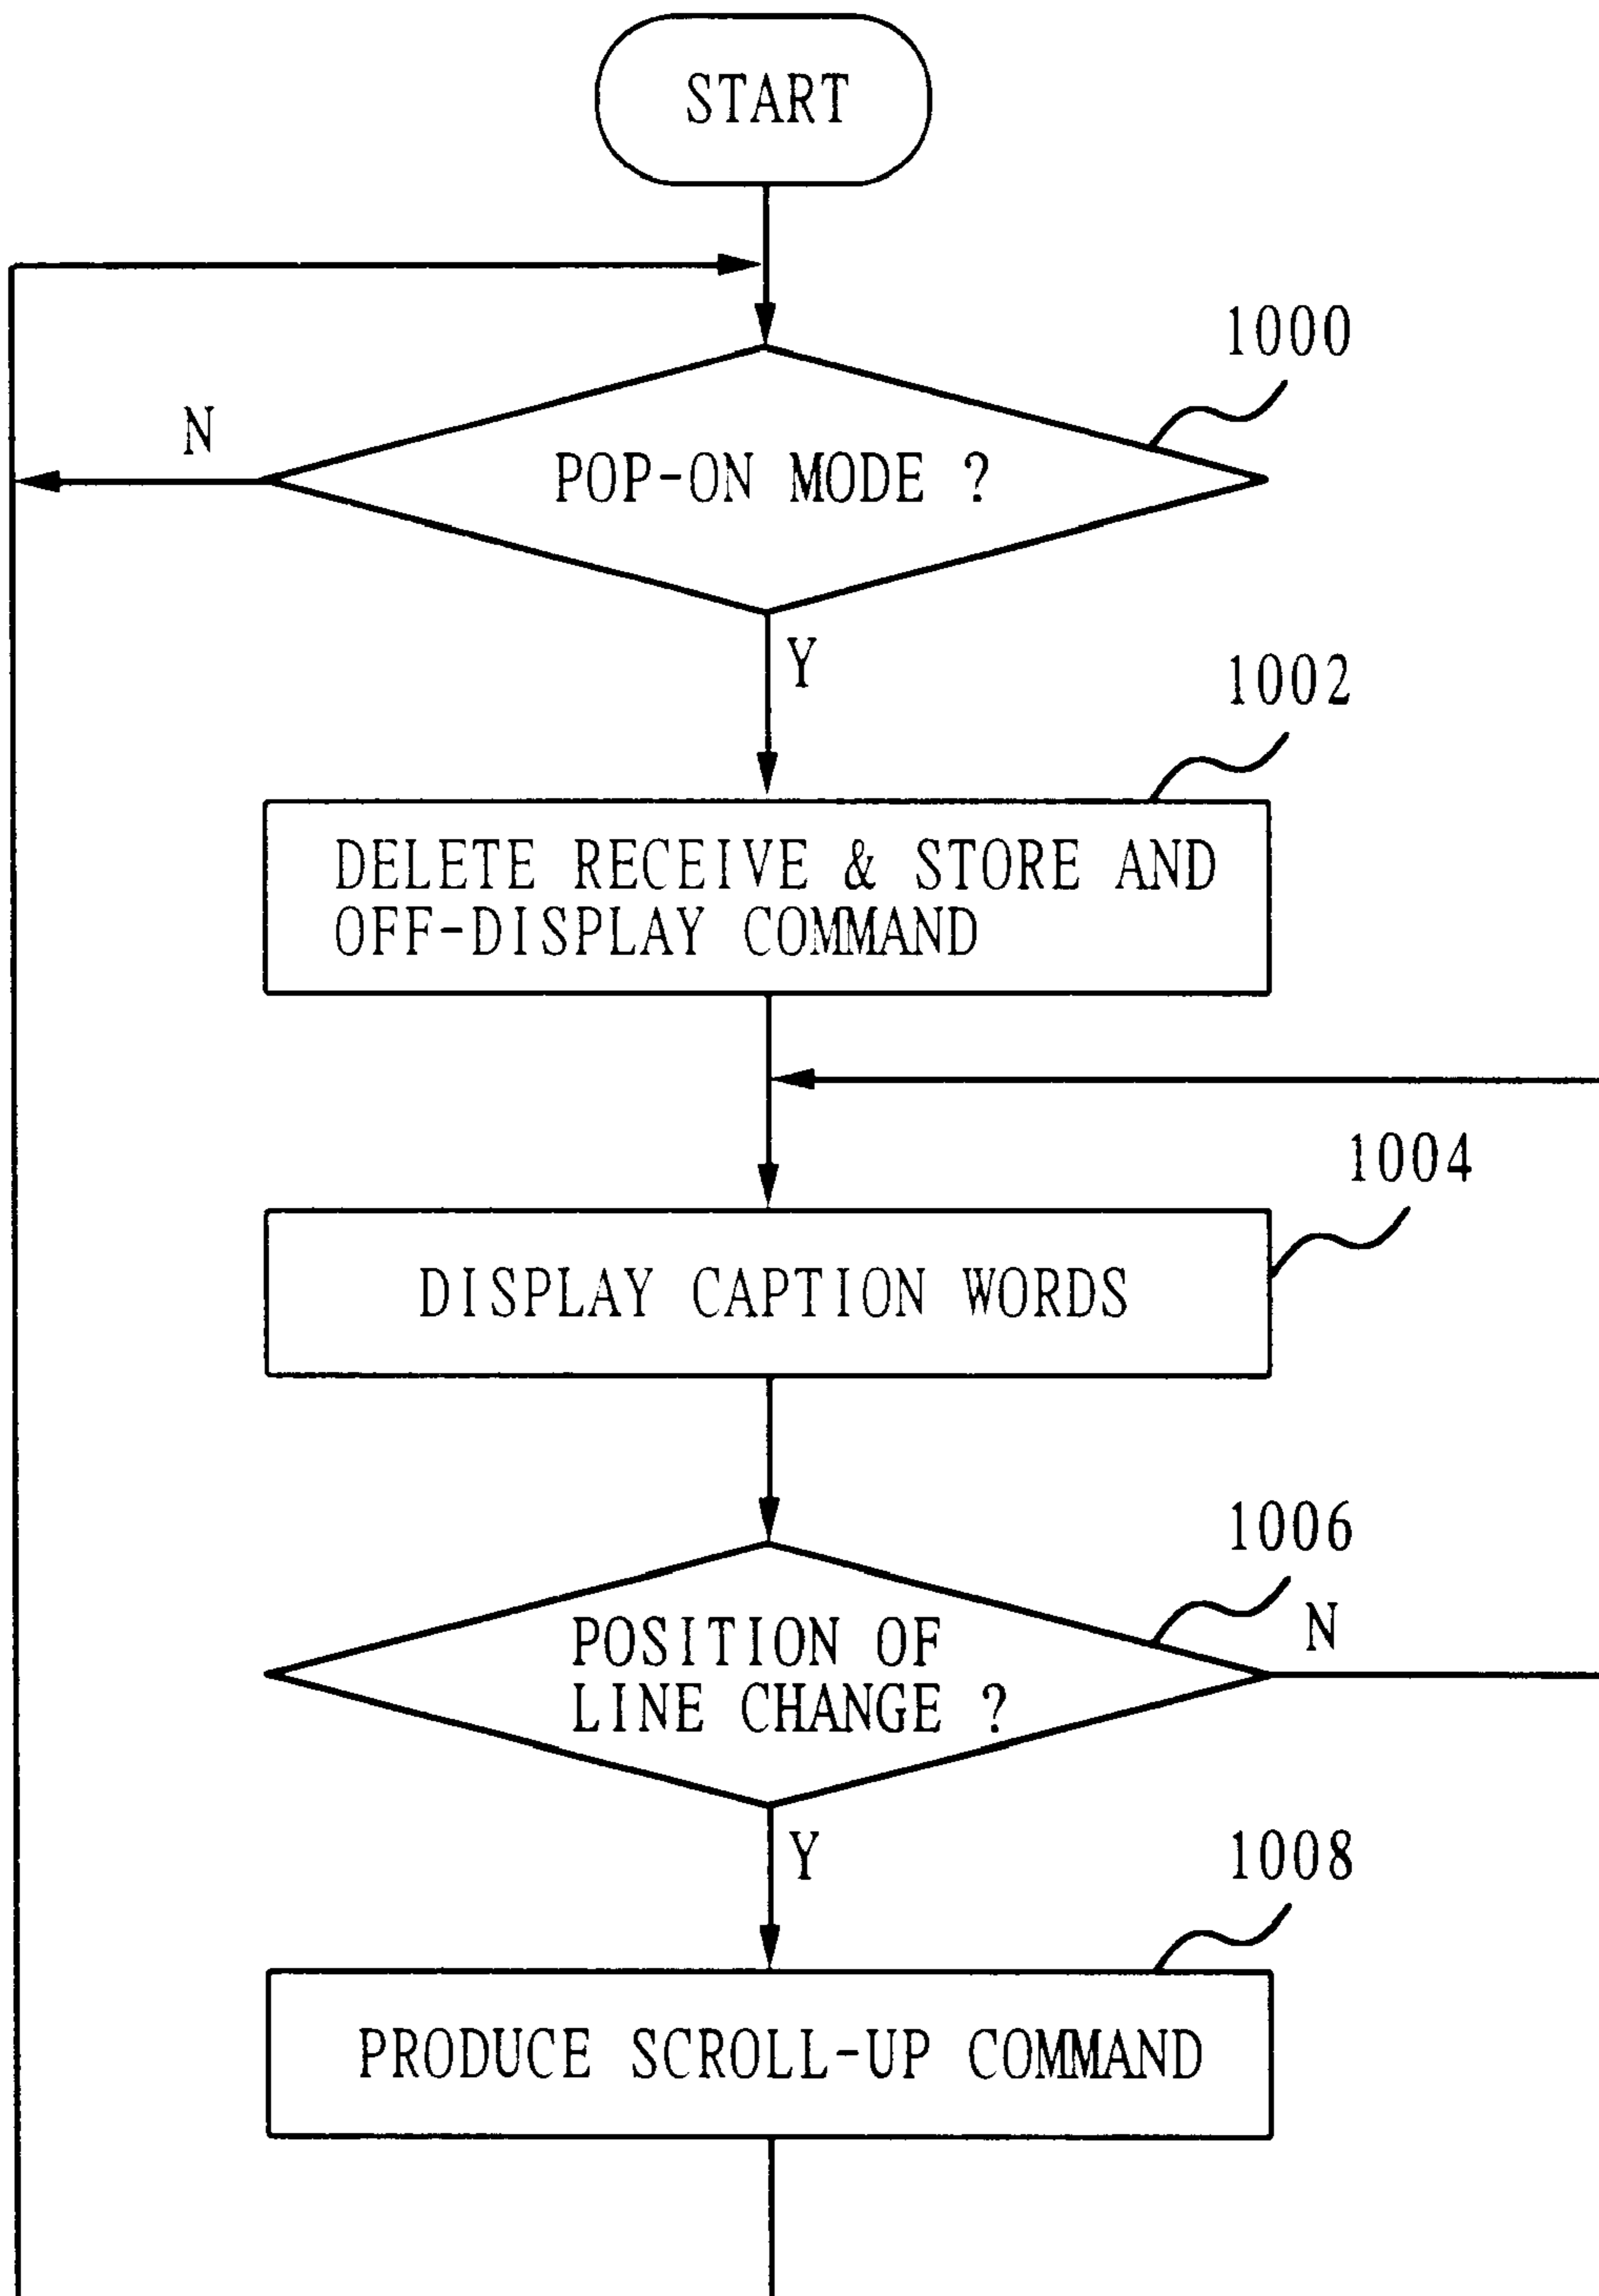 START
1000
N
POP-ON MODE ?
Y
1002
DELETE RECEIVE & STORE AND
OFF-DISPLAY COMMAND
1004
DISPLAY CAPTION WORDS
1006
N
POSITION OF
LINE CHANGE ?
Y
1008
PRODUCE SCROLL-UP COMMAND